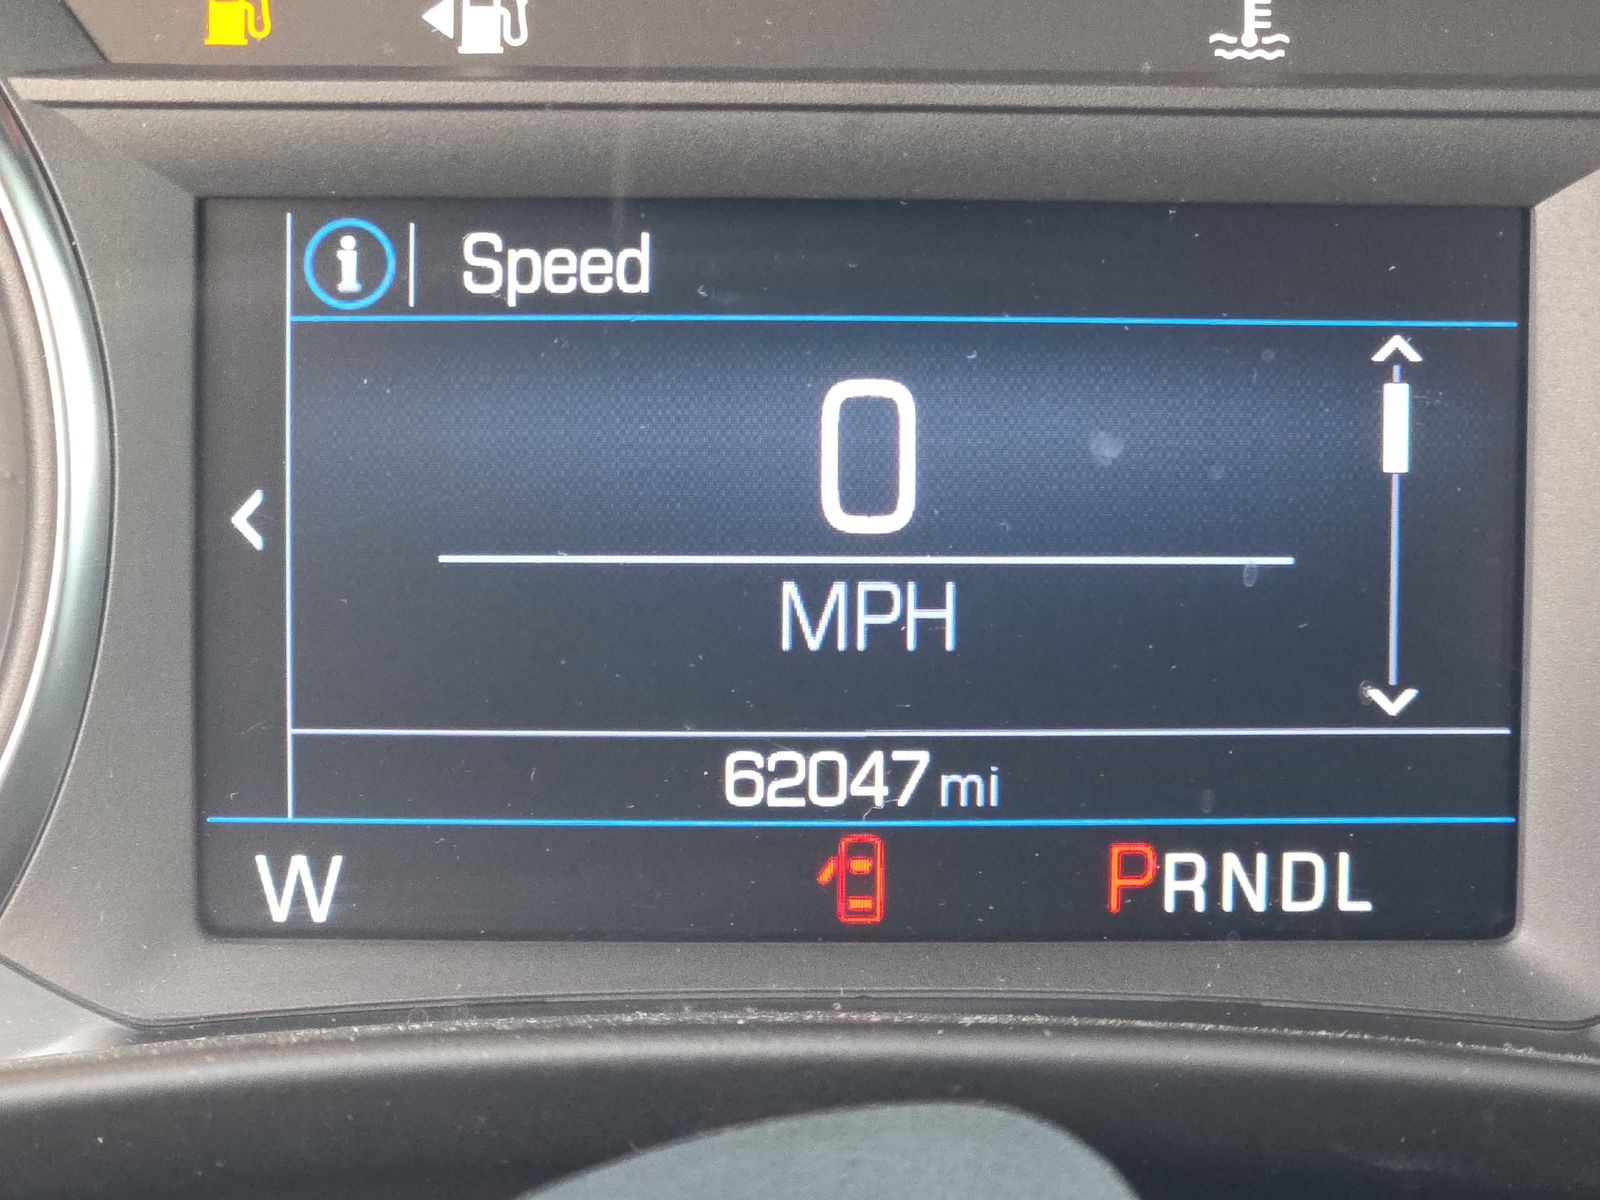 Speed
0
MPH
62047 mi
W PRNDL